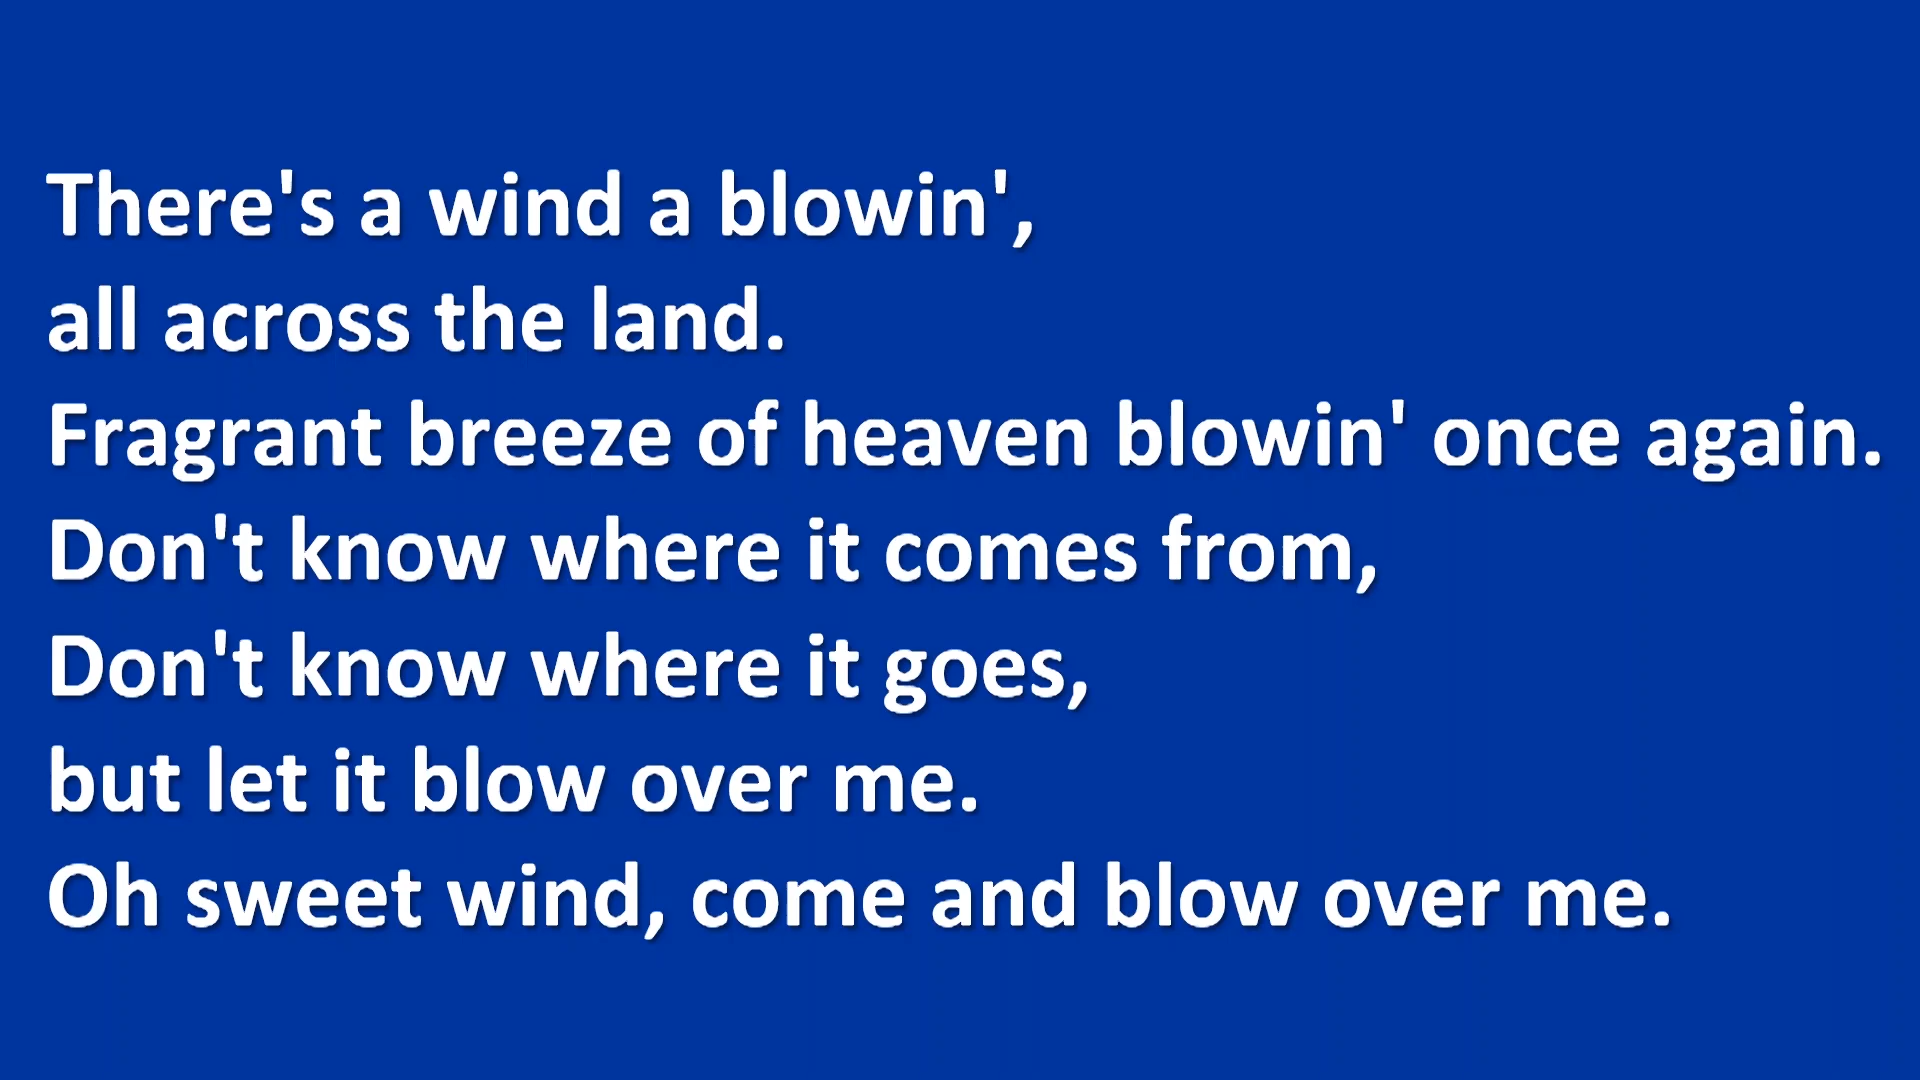 There's a wind a blowin',
all across the land.
Fragrant breeze of heaven blowin' once again.
Don't know where it comes from,
Don't know where it goes,
but let it blow over me.
Oh sweet wind, come and blow over me.